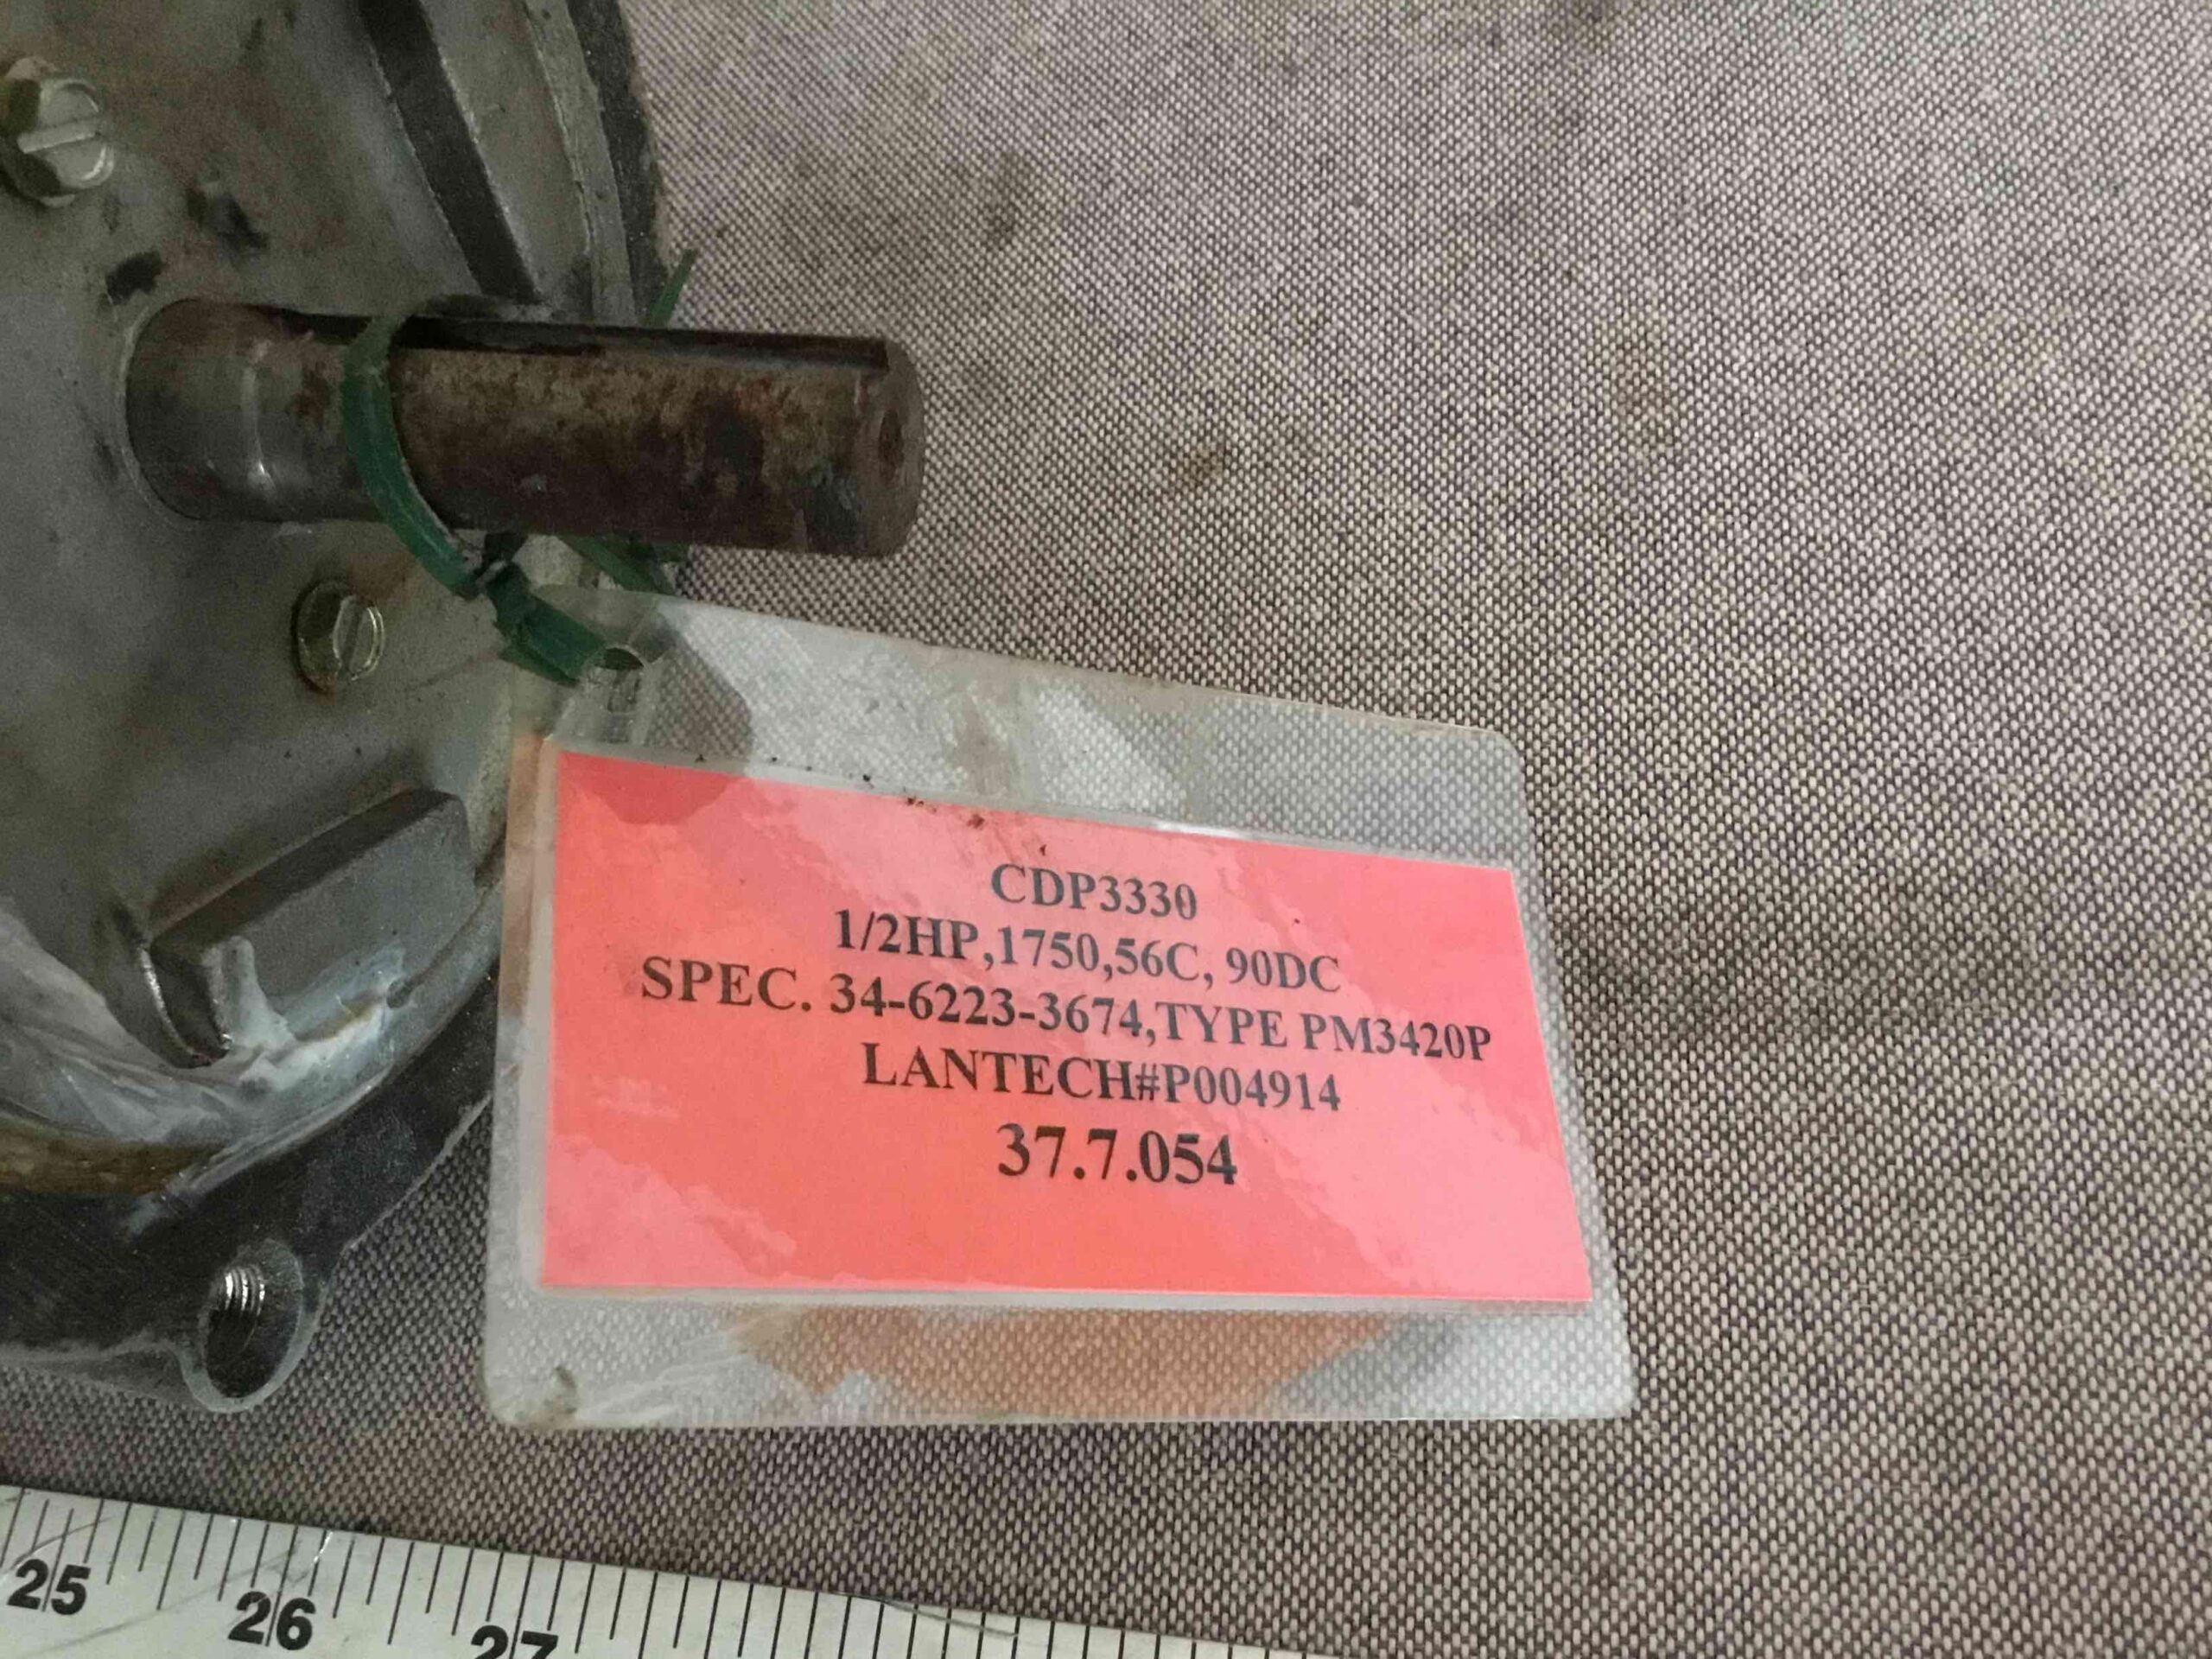 CDP3330
1/2HP,1750,56C, 90DC
SPEC. 34-6223-3674,TYPE PM3420P
LANTECH#P004914
37.7.054
25 26 27